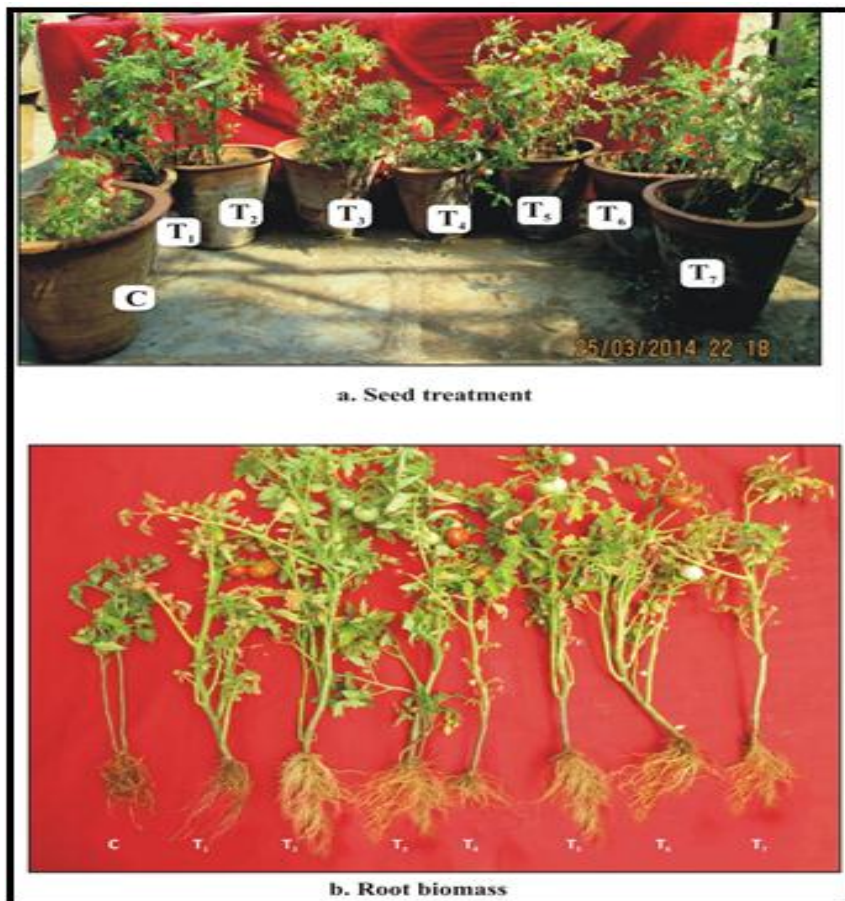 C T₁ T₂ T₃ T₄ T₅ T₆ T₇
25/03/2014 22 18
a. Seed treatment
C T₁ T₂ T₃ T₄ T₅ T₆ T₇
b. Root biomass